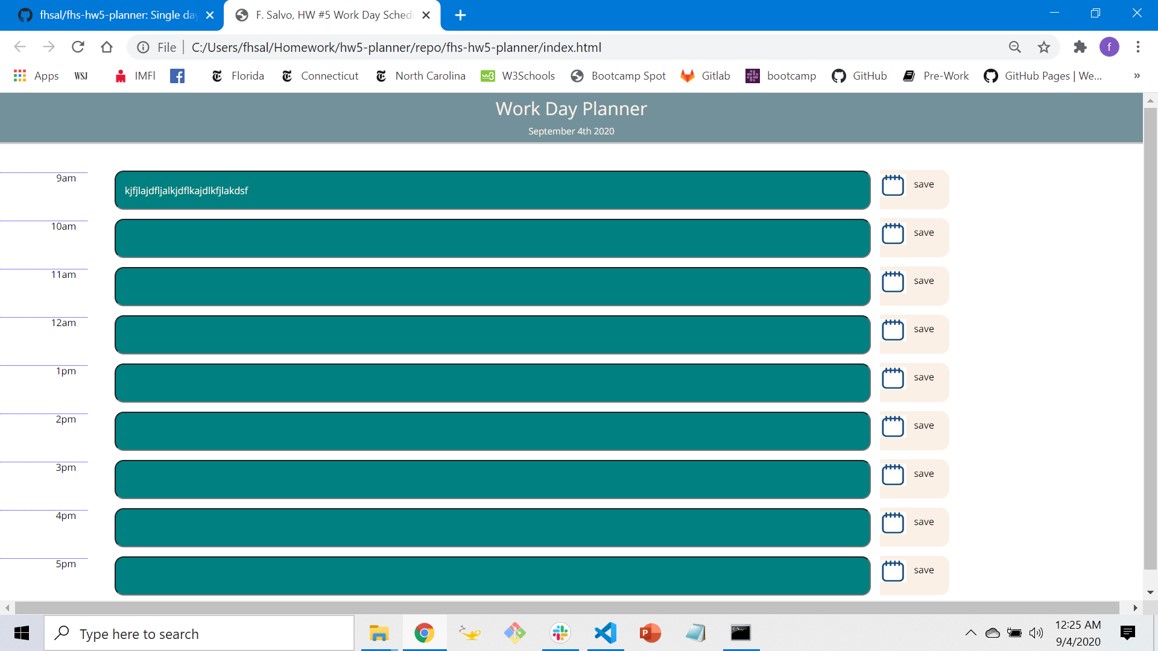 fhsal/fhs-hw5-planner: Single da
F. Salvo, HW #5 Work Day Sched
File
C:/Users/fhsal/Homework/hw5-planner/repo/fhs-hw5-planner/index.html
f
Apps
WSJ
IMFI
Florida
Connecticut
North Carolina
W3Schools
Bootcamp Spot
Gitlab
bootcamp
GitHub
Pre-Work
GitHub Pages | We...
»
Work Day Planner
September 4th 2020
9am
kjfjlajdfljalkjdflkajdlkfjlakdsf
save
10am
save
11am
save
12am
save
1pm
save
2pm
save
3pm
save
4pm
save
5pm
save
Type here to search
12:25 AM
9/4/2020